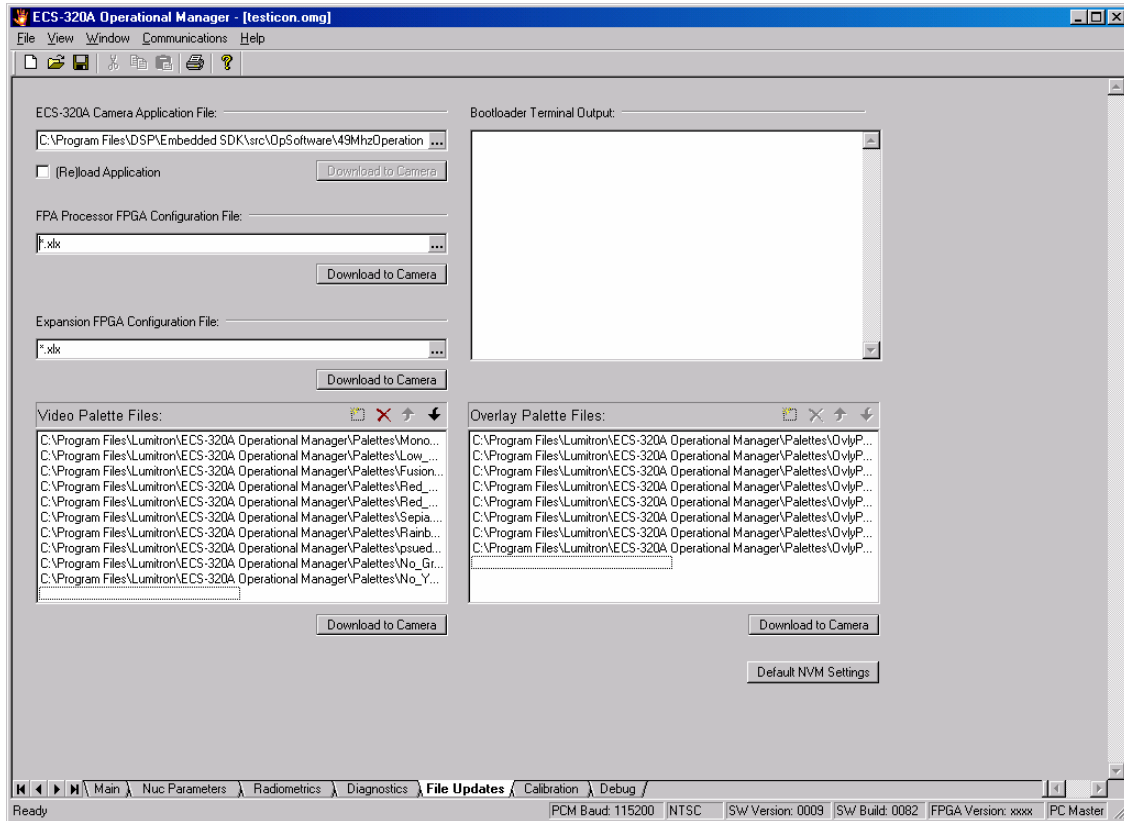 ECS-320A Operational Manager - [testicon.omg]
File View Window Communications Help
ECS-320A Camera Application File:
C:\Program Files\DSP\Embedded SDK\src\OpSoftware\49MhzOperation ...
(Re)load Application
Download to Camera
FPA Processor FPGA Configuration File:
*.xlx ...
Download to Camera
Expansion FPGA Configuration File:
*.xlx ...
Download to Camera
Video Palette Files:
C:\Program Files\Lumitron\ECS-320A Operational Manager\Palettes\Mono...
C:\Program Files\Lumitron\ECS-320A Operational Manager\Palettes\Low_...
C:\Program Files\Lumitron\ECS-320A Operational Manager\Palettes\Fusion...
C:\Program Files\Lumitron\ECS-320A Operational Manager\Palettes\Red_...
C:\Program Files\Lumitron\ECS-320A Operational Manager\Palettes\Red_...
C:\Program Files\Lumitron\ECS-320A Operational Manager\Palettes\Sepia....
C:\Program Files\Lumitron\ECS-320A Operational Manager\Palettes\Rainb...
C:\Program Files\Lumitron\ECS-320A Operational Manager\Palettes\psued...
C:\Program Files\Lumitron\ECS-320A Operational Manager\Palettes\No_Gr...
C:\Program Files\Lumitron\ECS-320A Operational Manager\Palettes\No_Y...
Download to Camera
Bootloader Terminal Output:
Overlay Palette Files:
C:\Program Files\Lumitron\ECS-320A Operational Manager\Palettes\OvlyP...
C:\Program Files\Lumitron\ECS-320A Operational Manager\Palettes\OvlyP...
C:\Program Files\Lumitron\ECS-320A Operational Manager\Palettes\OvlyP...
C:\Program Files\Lumitron\ECS-320A Operational Manager\Palettes\OvlyP...
C:\Program Files\Lumitron\ECS-320A Operational Manager\Palettes\OvlyP...
C:\Program Files\Lumitron\ECS-320A Operational Manager\Palettes\OvlyP...
C:\Program Files\Lumitron\ECS-320A Operational Manager\Palettes\OvlyP...
C:\Program Files\Lumitron\ECS-320A Operational Manager\Palettes\OvlyP...
Download to Camera
Default NVM Settings
Main Nuc Parameters Radiometrics Diagnostics File Updates Calibration Debug
Ready PCM Baud: 115200 NTSC SW Version: 0009 SW Build: 0082 FPGA Version: xxxx PC Master